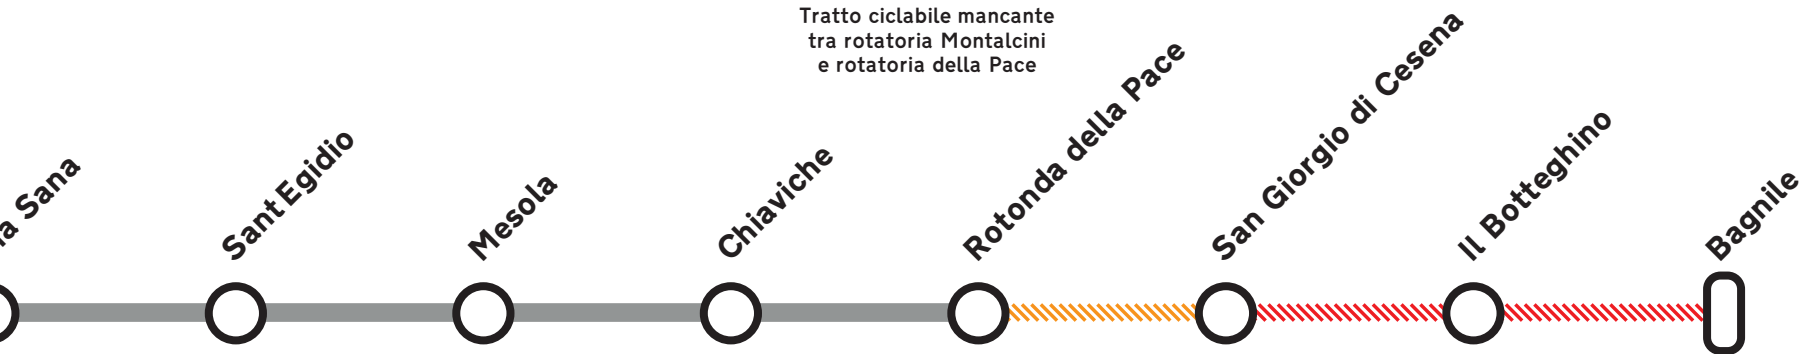 Tratto ciclabile mancante
tra rotatoria Montalcini
e rotatoria della Pace
Sana
Sant Egidio
Mesola
Chiaviche
Rotonda della Pace
San Giorgio di Cesena
Il Botteghino
Bagnile